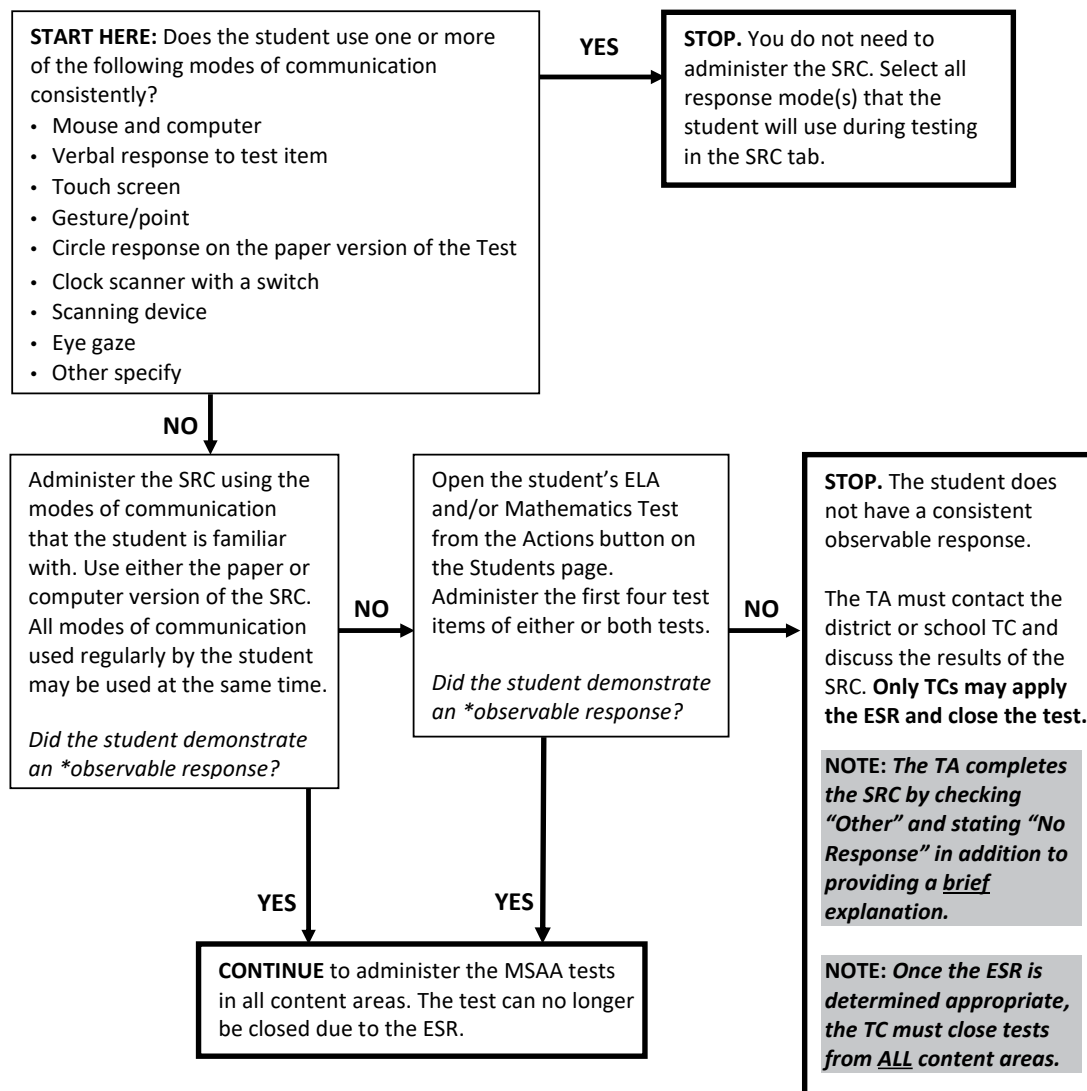 START HERE: Does the student use one or more
of the following modes of communication
consistently?
• Mouse and computer
• Verbal response to test item
• Touch screen
• Gesture/point
• Circle response on the paper version of the Test
• Clock scanner with a switch
• Scanning device
• Eye gaze
• Other specify
YES
STOP. You do not need to
administer the SRC. Select all
response mode(s) that the
student will use during testing
in the SRC tab.
NO
Administer the SRC using the
modes of communication
that the student is familiar
with. Use either the paper or
computer version of the SRC.
All modes of communication
used regularly by the student
may be used at the same time.
Did the student demonstrate
an *observable response?
NO
Open the student’s ELA
and/or Mathematics Test
from the Actions button on
the Students page.
Administer the first four test
items of either or both tests.
Did the student demonstrate
an *observable response?
NO
STOP. The student does
not have a consistent
observable response.
The TA must contact the
district or school TC and
discuss the results of the
SRC. Only TCs may apply
the ESR and close the test.
NOTE: The TA completes
the SRC by checking
“Other” and stating “No
Response” in addition to
providing a brief
explanation.
NOTE: Once the ESR is
determined appropriate,
the TC must close tests
from ALL content areas.
YES
YES
CONTINUE to administer the MSAA tests
in all content areas. The test can no longer
be closed due to the ESR.